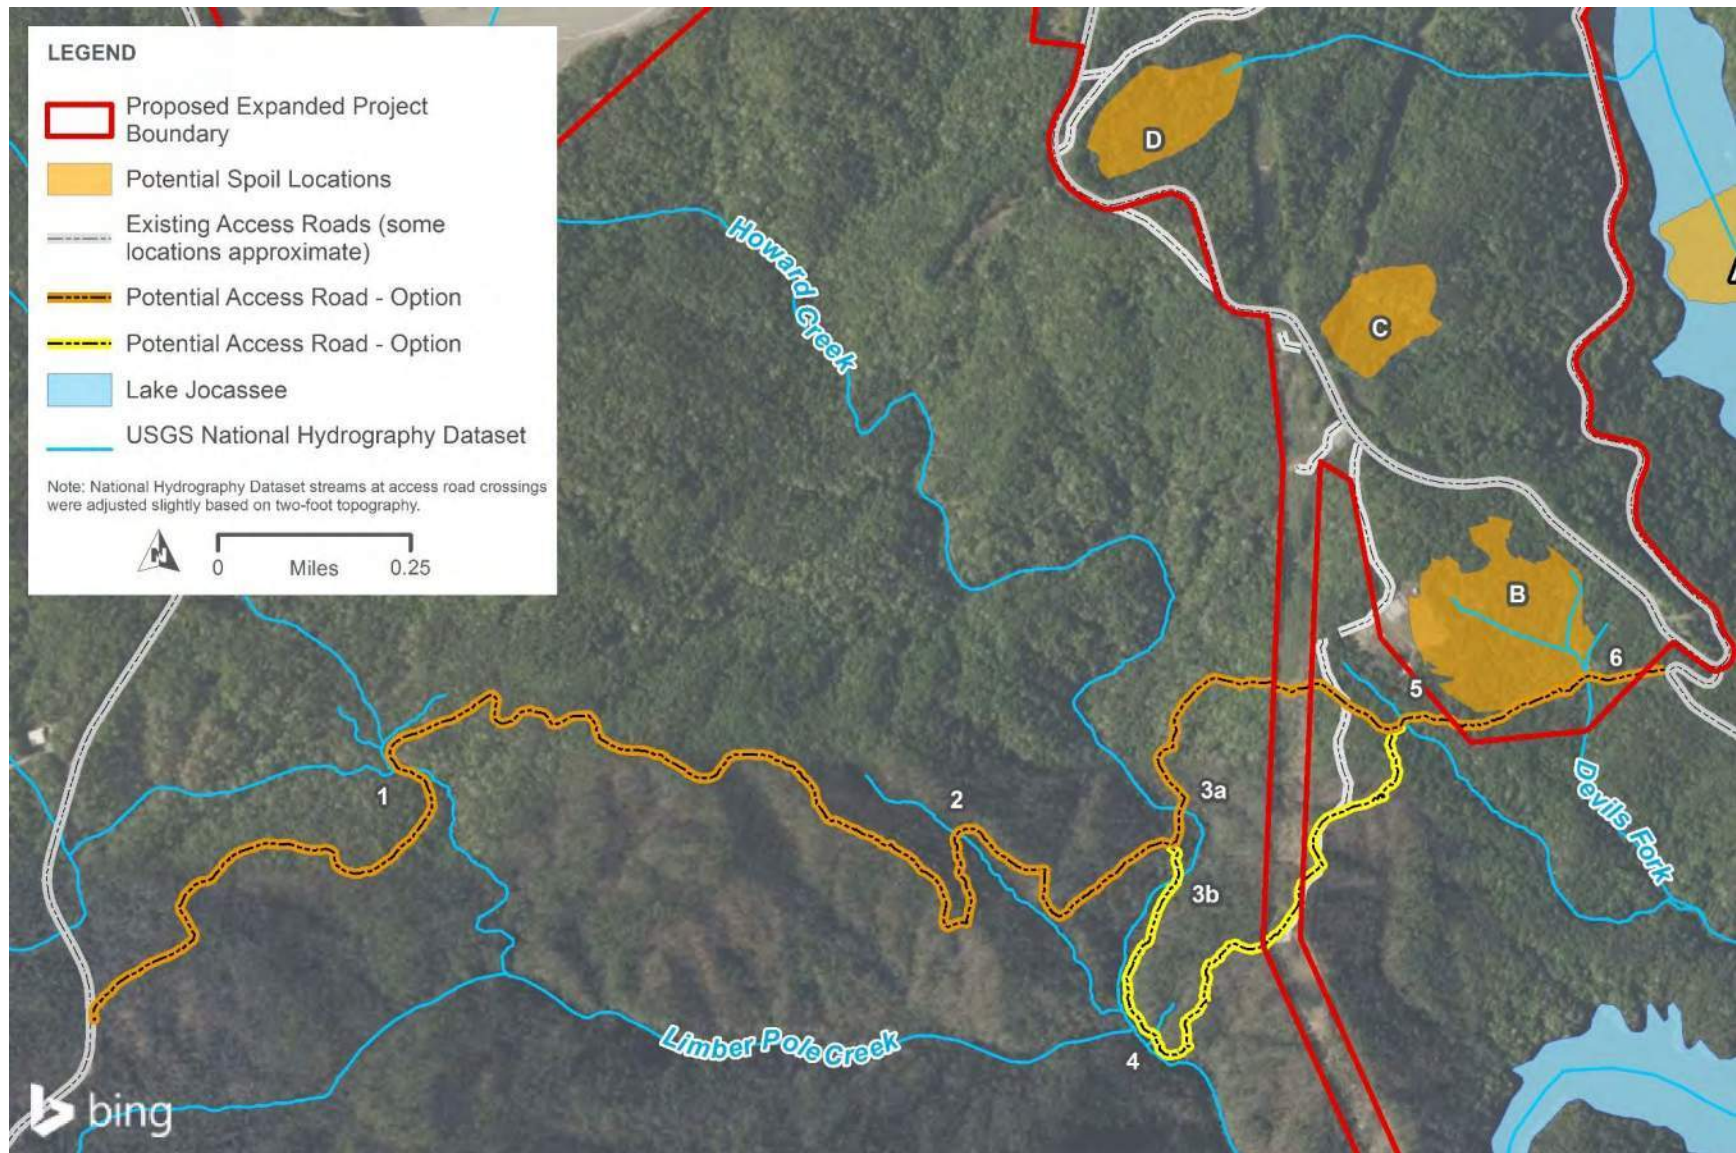 LEGEND
Proposed Expanded Project
Boundary
Potential Spoil Locations
Existing Access Roads (some
locations approximate)
Potential Access Road - Option
Potential Access Road - Option
Lake Jocassee
USGS National Hydrography Dataset
Note: National Hydrography Dataset streams at access road crossings
were adjusted slightly based on two-foot topography.
N
0 Miles 0.25
D
Howard Creek
C
B
6
5
1
2
3a
Devils Fork
3b
Limber Pole Creek
4
bing